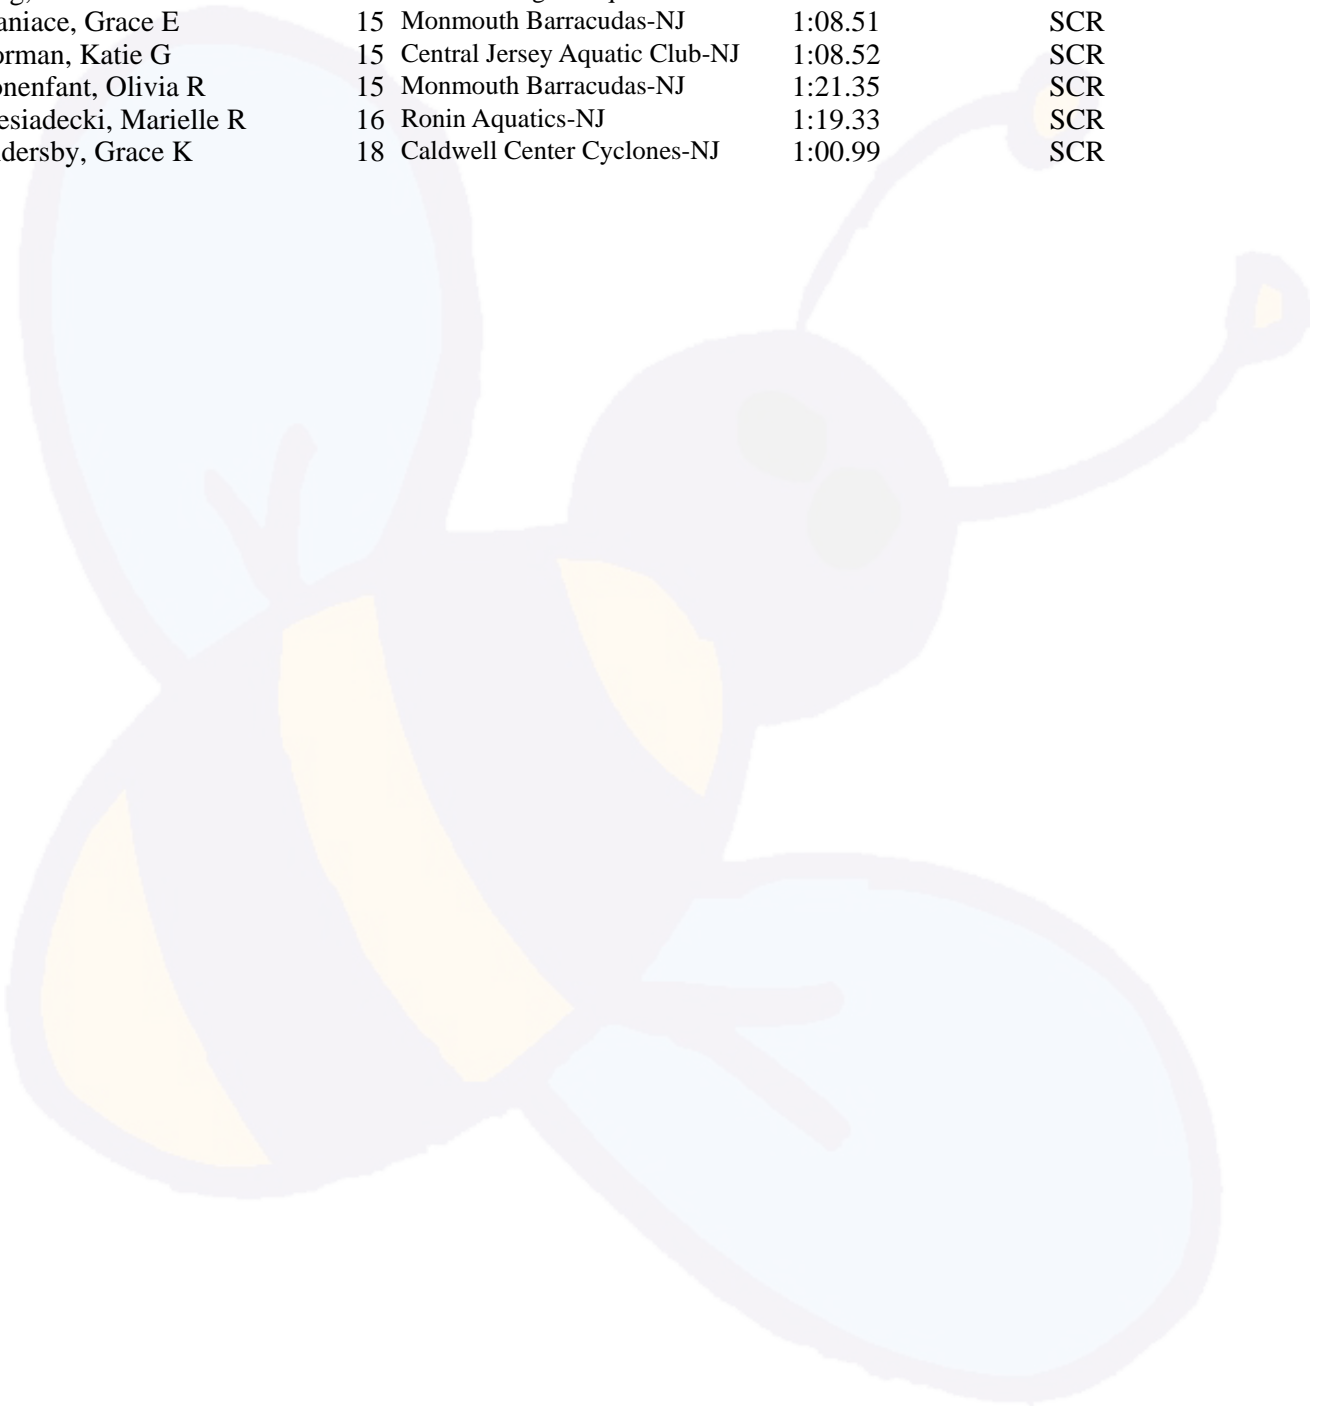 aniace, Grace E 15 Monmouth Barracudas-NJ 1:08.51 SCR
orman, Katie G 15 Central Jersey Aquatic Club-NJ 1:08.52 SCR
onenfant, Olivia R 15 Monmouth Barracudas-NJ 1:21.35 SCR
esiadecki, Marielle R 16 Ronin Aquatics-NJ 1:19.33 SCR
dersby, Grace K 18 Caldwell Center Cyclones-NJ 1:00.99 SCR